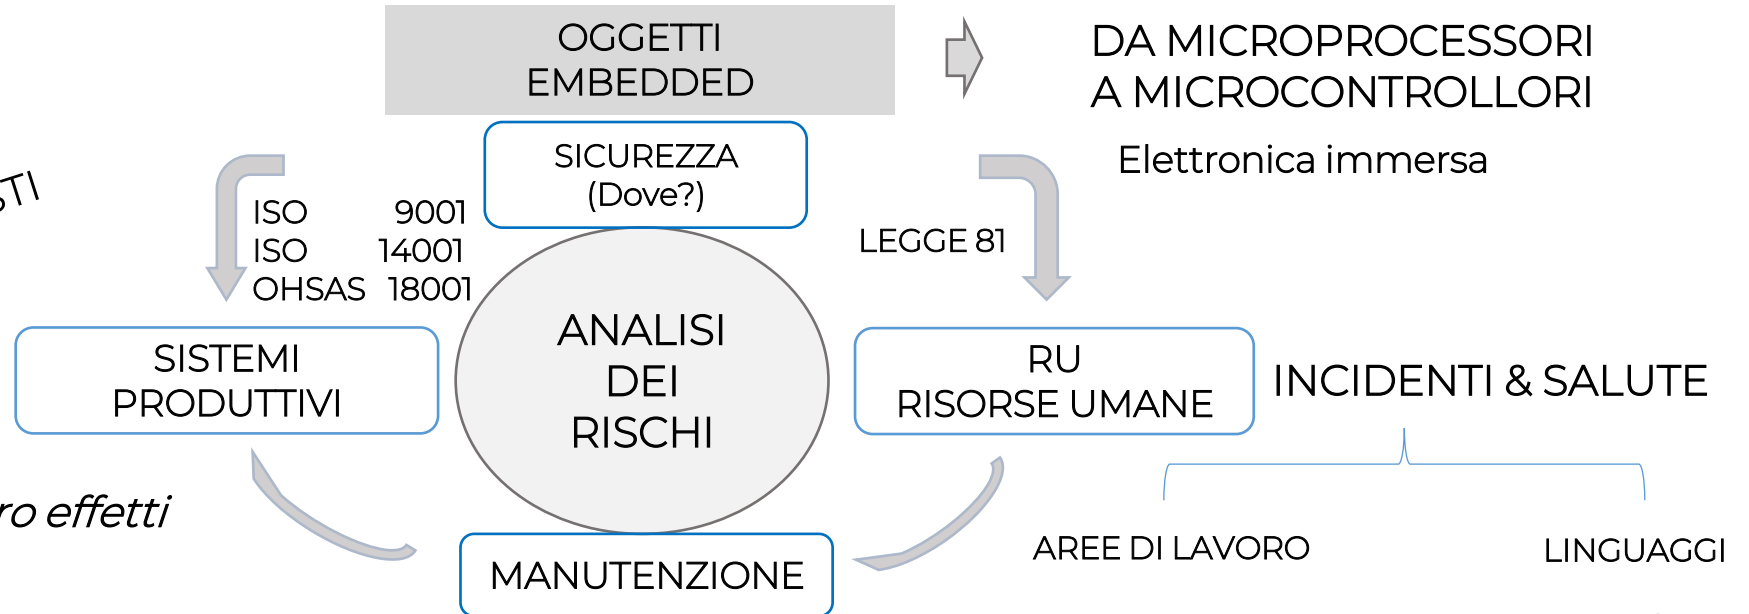 OGGETTI
EMBEDDED
DA MICROPROCESSORI
A MICROCONTROLLORI
Elettronica immersa
SICUREZZA
(Dove?)
ISO 9001
ISO 14001
OHSAS 18001
LEGGE 81
ANALISI
DEI
RISCHI
SISTEMI
PRODUTTIVI
RU
RISORSE UMANE
INCIDENTI & SALUTE
effetti
MANUTENZIONE
AREE DI LAVORO
LINGUAGGI